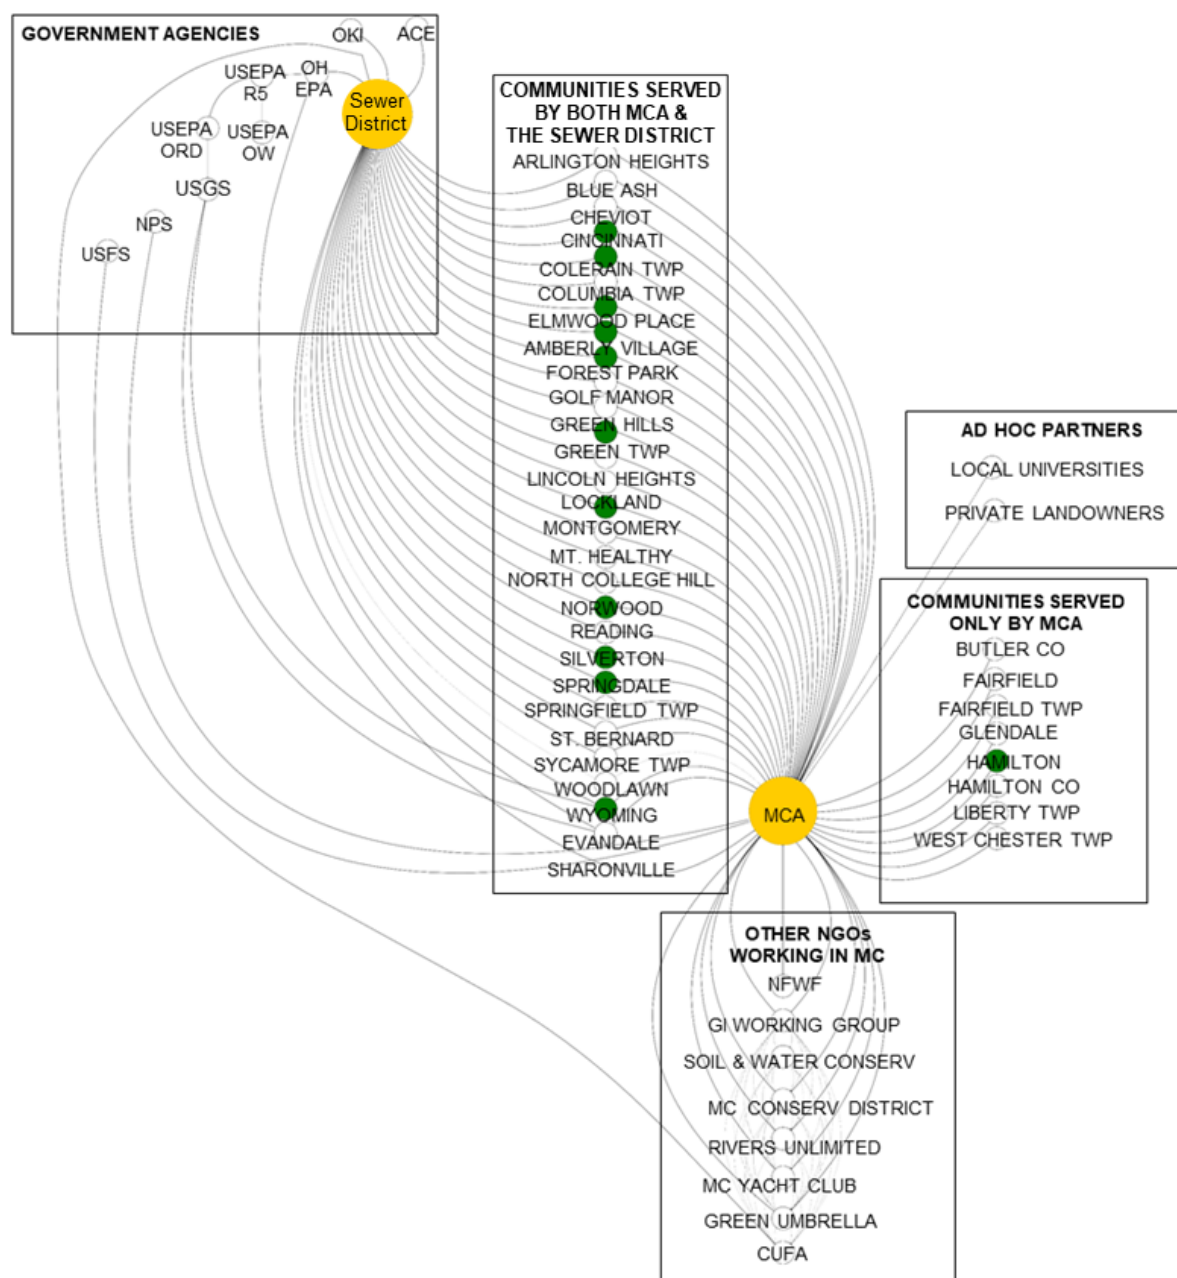 GOVERNMENT AGENCIES
OKI
ACE
USEPA
R5
OH
EPA
Sewer
District
USEPA
ORD
USEPA
OW
USGS
NPS
USFS
COMMUNITIES SERVED
BY BOTH MCA &
THE SEWER DISTRICT
ARLINGTON HEIGHTS
BLUE ASH
CHEVIOT
CINCINNATI
COLERAIN TWP
COLUMBIA TWP
ELMWOOD PLACE
AMBERLY VILLAGE
FOREST PARK
GOLF MANOR
GREEN HILLS
GREEN TWP
LINCOLN HEIGHTS
LOCKLAND
MONTGOMERY
MT. HEALTHY
NORTH COLLEGE HILL
NORWOOD
READING
SILVERTON
SPRINGDALE
SPRINGFIELD TWP
ST. BERNARD
SYCAMORE TWP
WOODLAWN
WYOMING
EVANDALE
SHARONVILLE
AD HOC PARTNERS
LOCAL UNIVERSITIES
PRIVATE LANDOWNERS
COMMUNITIES SERVED
ONLY BY MCA
BUTLER CO
FAIRFIELD
FAIRFIELD TWP
GLENDALE
HAMILTON
HAMILTON CO
LIBERTY TWP
WEST CHESTER TWP
MCA
OTHER NGOs
WORKING IN MC
NFWF
GI WORKING GROUP
SOIL & WATER CONSERV
MC CONSERV DISTRICT
RIVERS UNLIMITED
MC YACHT CLUB
GREEN UMBRELLA
CUFA